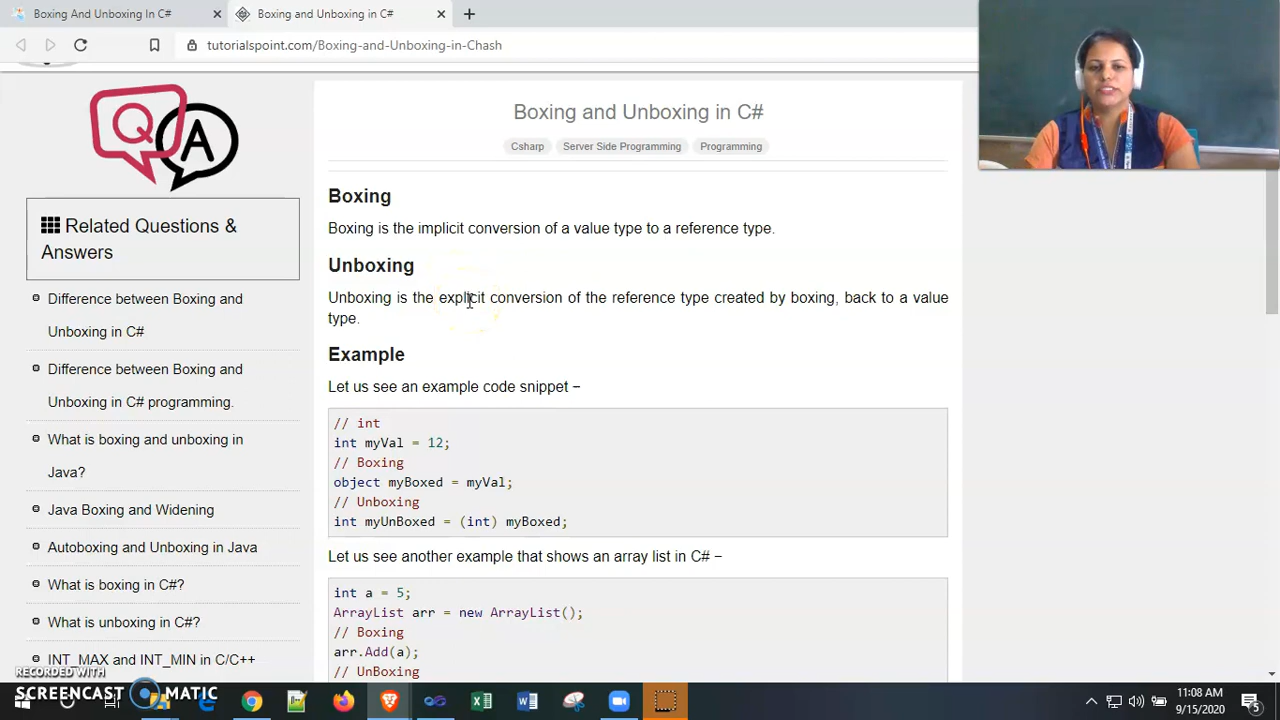 Boxing And Unboxing In C#
Boxing and Unboxing in C#
tutorialspoint.com/Boxing-and-Unboxing-in-Chash
Q A
Related Questions &
Answers
Difference between Boxing and
Unboxing in C#
Difference between Boxing and
Unboxing in C# programming.
What is boxing and unboxing in
Java?
Java Boxing and Widening
Autoboxing and Unboxing in Java
What is boxing in C#?
What is unboxing in C#?
INT_MAX and INT_MIN in C/C++
Boxing and Unboxing in C#
Csharp Server Side Programming Programming
Boxing
Boxing is the implicit conversion of a value type to a reference type.
Unboxing
Unboxing is the explicit conversion of the reference type created by boxing, back to a value
type.
Example
Let us see an example code snippet −
// int
int myVal = 12;
// Boxing
object myBoxed = myVal;
// Unboxing
int myUnBoxed = (int) myBoxed;
Let us see another example that shows an array list in C# −
int a = 5;
ArrayList arr = new ArrayList();
// Boxing
arr.Add(a);
// UnBoxing
RECORDED WITH
SCREENCAST MATIC
11:08 AM
9/15/2020
5